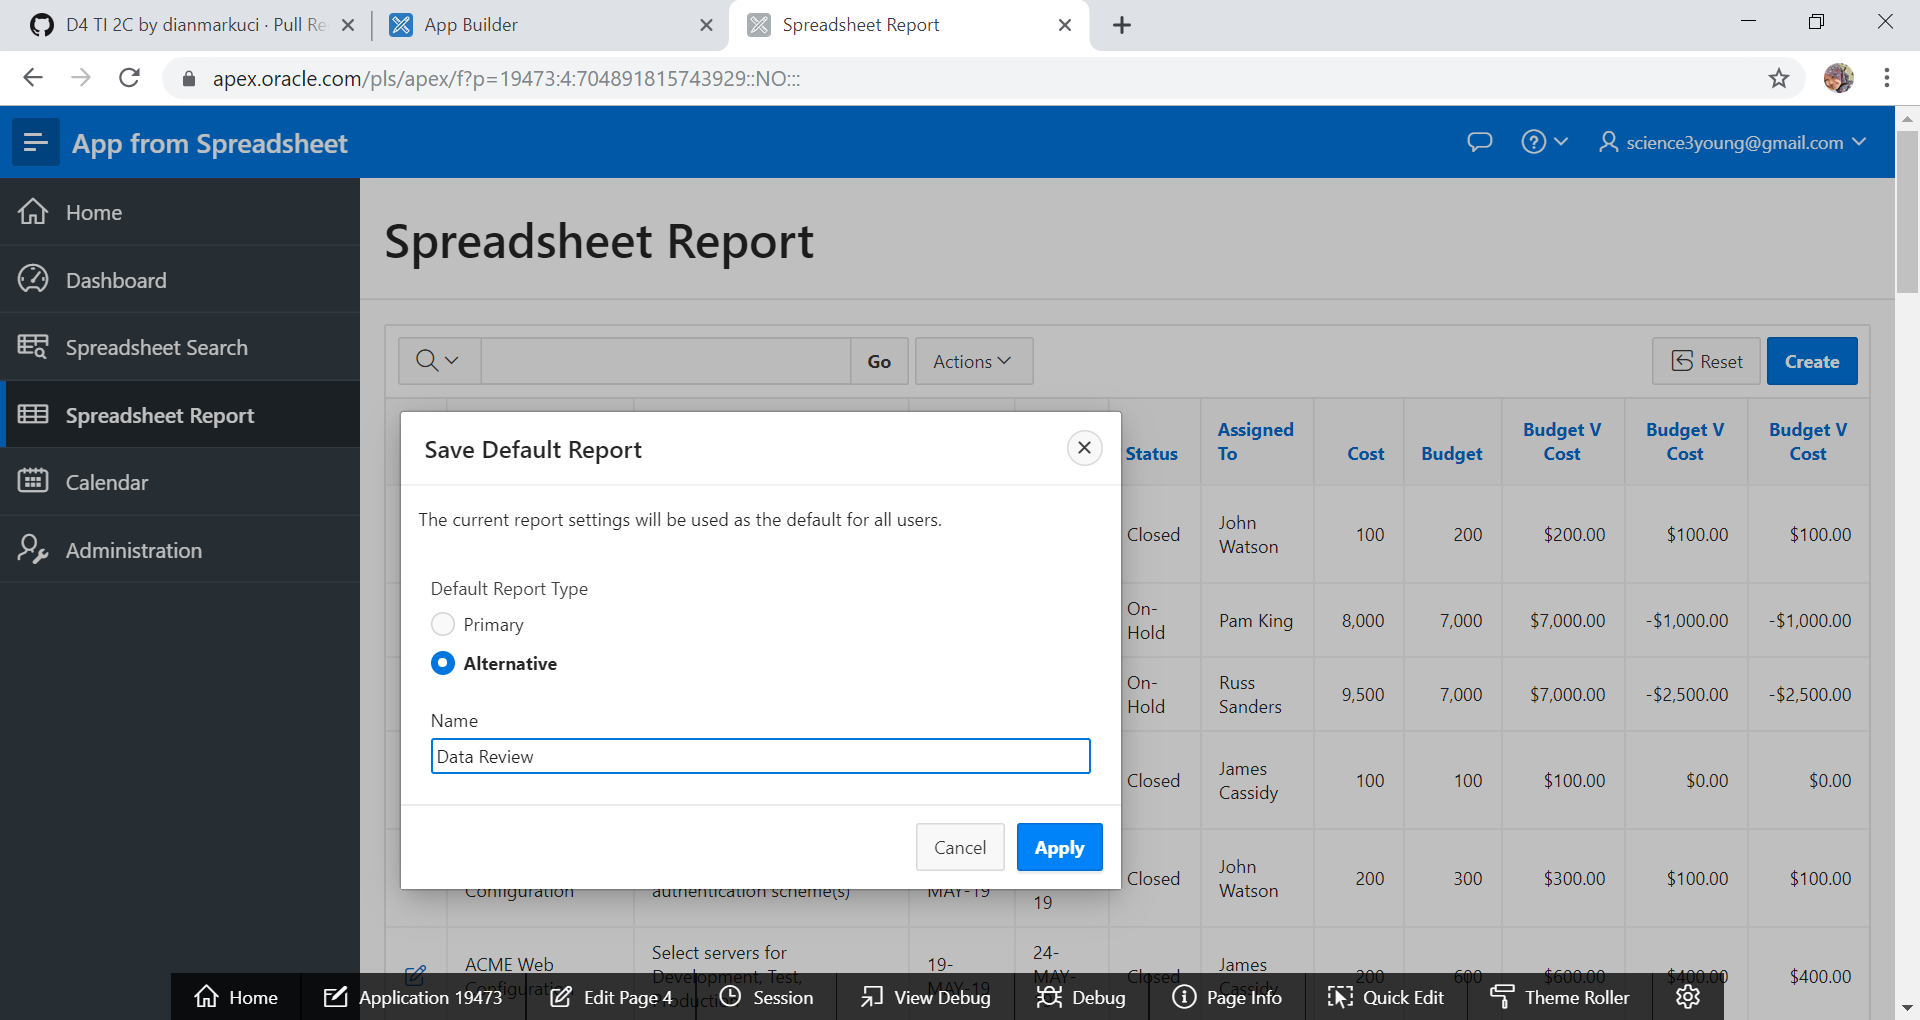 D4 TI 2C by dianmarkuci · Pull Re
App Builder
Spreadsheet Report
apex.oracle.com/pls/apex/f?p=19473:4:704891815743929::NO:::
App from Spreadsheet
science3young@gmail.com
Home
Dashboard
Spreadsheet Search
Spreadsheet Report
Calendar
Administration
Spreadsheet Report
Go
Actions
Reset
Create
Status
Assigned
To
Cost
Budget
Budget V
Cost
Budget V
Cost
Budget V
Cost
Closed
John
Watson
100
200
$200.00
$100.00
$100.00
On-
Hold
Pam King
8,000
7,000
$7,000.00
-$1,000.00
-$1,000.00
On-
Hold
Russ
Sanders
9,500
7,000
$7,000.00
-$2,500.00
-$2,500.00
Closed
James
Cassidy
100
100
$100.00
$0.00
$0.00
Configuration
authentication scheme(s)
MAY-19
19
Closed
John
Watson
200
300
$300.00
$100.00
$100.00
ACME Web
Configuration
Select servers for
Development, Test,
Production
19-
MAY-19
24-
MAY-
Closed
James
200
600
$600.00
$400.00
$400.00
Save Default Report
The current report settings will be used as the default for all users.
Default Report Type
Primary
Alternative
Name
Data Review
Cancel
Apply
Home
Application 19473
Edit Page 4
Session
View Debug
Debug
Page Info
Quick Edit
Theme Roller